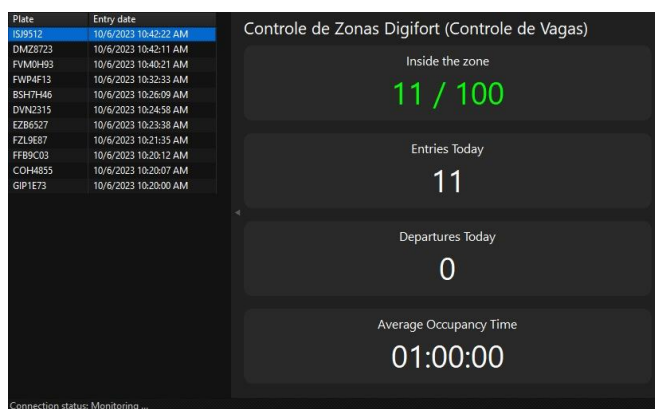 Plate Entry date
ISJ9512 10/6/2023 10:42:22 AM
DMZ8723 10/6/2023 10:42:11 AM
FVM0H93 10/6/2023 10:40:21 AM
FWP4F13 10/6/2023 10:32:33 AM
BSH7H46 10/6/2023 10:26:09 AM
DVN2315 10/6/2023 10:24:58 AM
EZB6527 10/6/2023 10:23:38 AM
FZL9E87 10/6/2023 10:21:35 AM
FFB9C03 10/6/2023 10:20:12 AM
COH4855 10/6/2023 10:20:07 AM
GIP1E73 10/6/2023 10:20:00 AM
Controle de Zonas Digifort (Controle de Vagas)
Inside the zone
11 / 100
Entries Today
11
Departures Today
0
Average Occupancy Time
01:00:00
Connection status: Monitoring ...